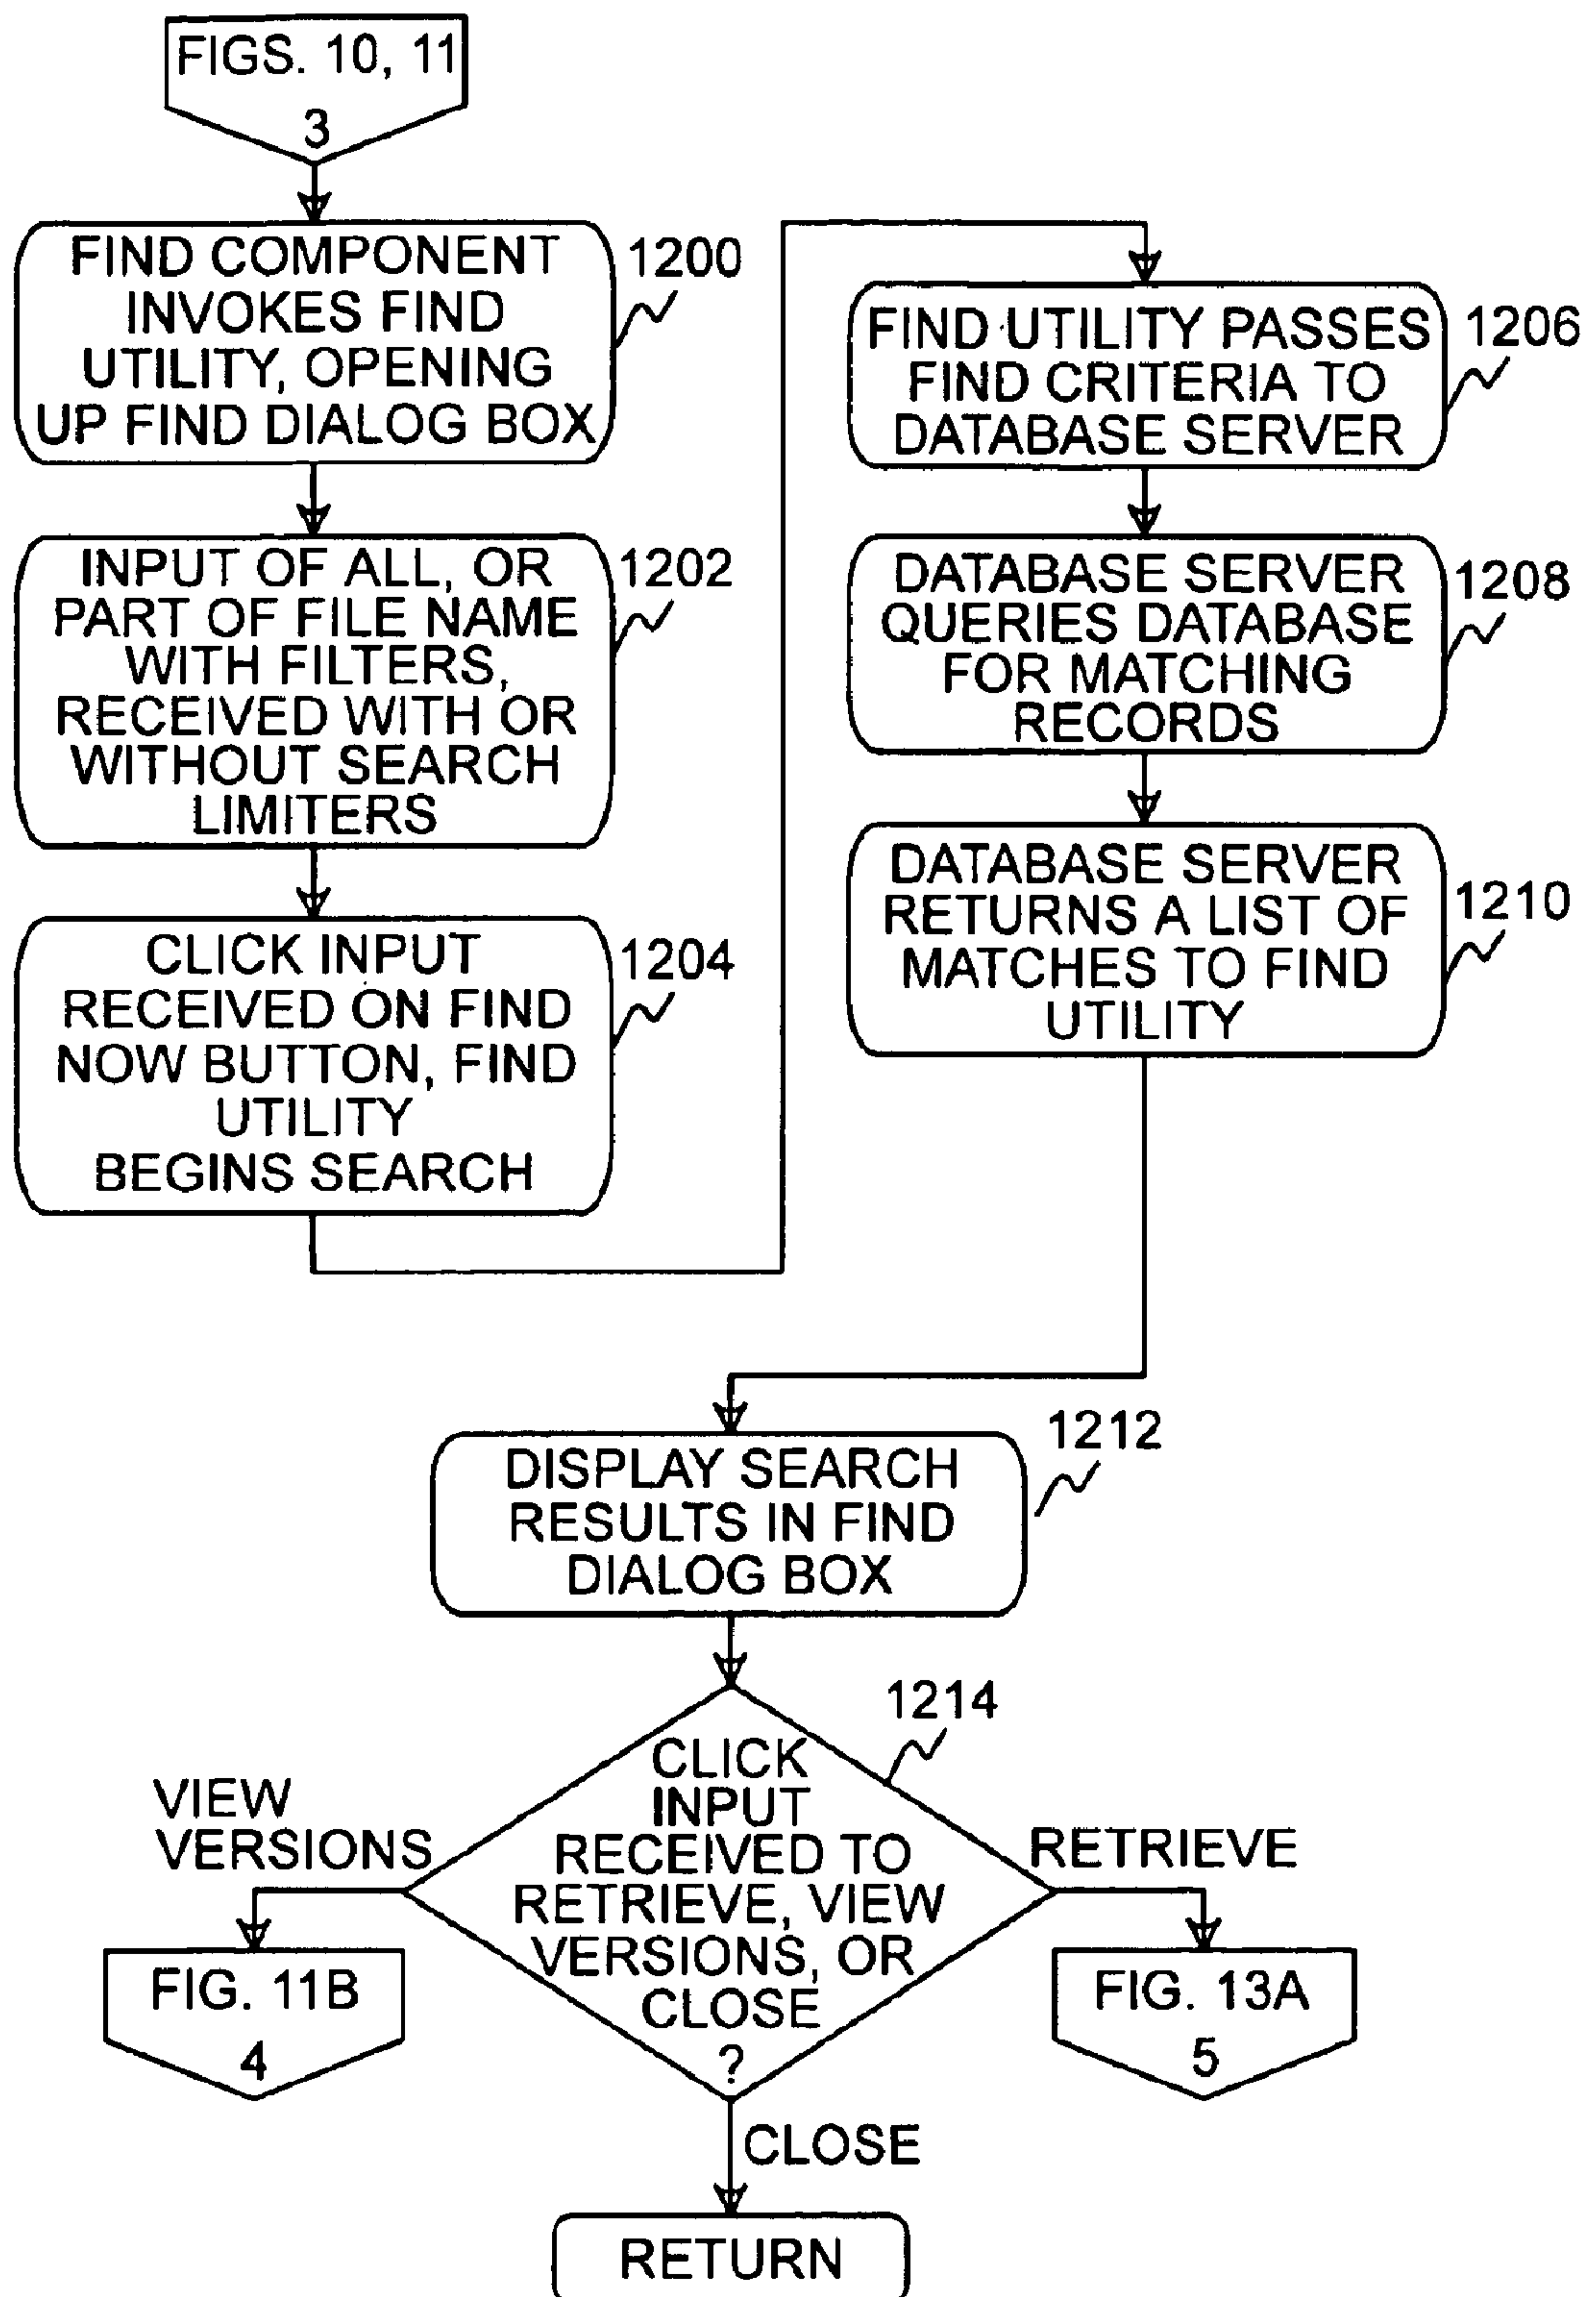 FIGS. 10, 11
3
FIND COMPONENT
INVOKES FIND
UTILITY, OPENING
UP FIND DIALOG BOX
1200
INPUT OF ALL, OR
PART OF FILE NAME
WITH FILTERS,
RECEIVED WITH OR
WITHOUT SEARCH
LIMITERS
1202
CLICK INPUT
RECEIVED ON FIND
NOW BUTTON, FIND
UTILITY
BEGINS SEARCH
1204
FIND UTILITY PASSES
FIND CRITERIA TO
DATABASE SERVER
1206
DATABASE SERVER
QUERIES DATABASE
FOR MATCHING
RECORDS
1208
DATABASE SERVER
RETURNS A LIST OF
MATCHES TO FIND
UTILITY
1210
DISPLAY SEARCH
RESULTS IN FIND
DIALOG BOX
1212
CLICK
INPUT
RECEIVED TO
RETRIEVE, VIEW
VERSIONS, OR
CLOSE
?
1214
VIEW
VERSIONS
FIG. 11B
4
RETRIEVE
FIG. 13A
5
CLOSE
RETURN